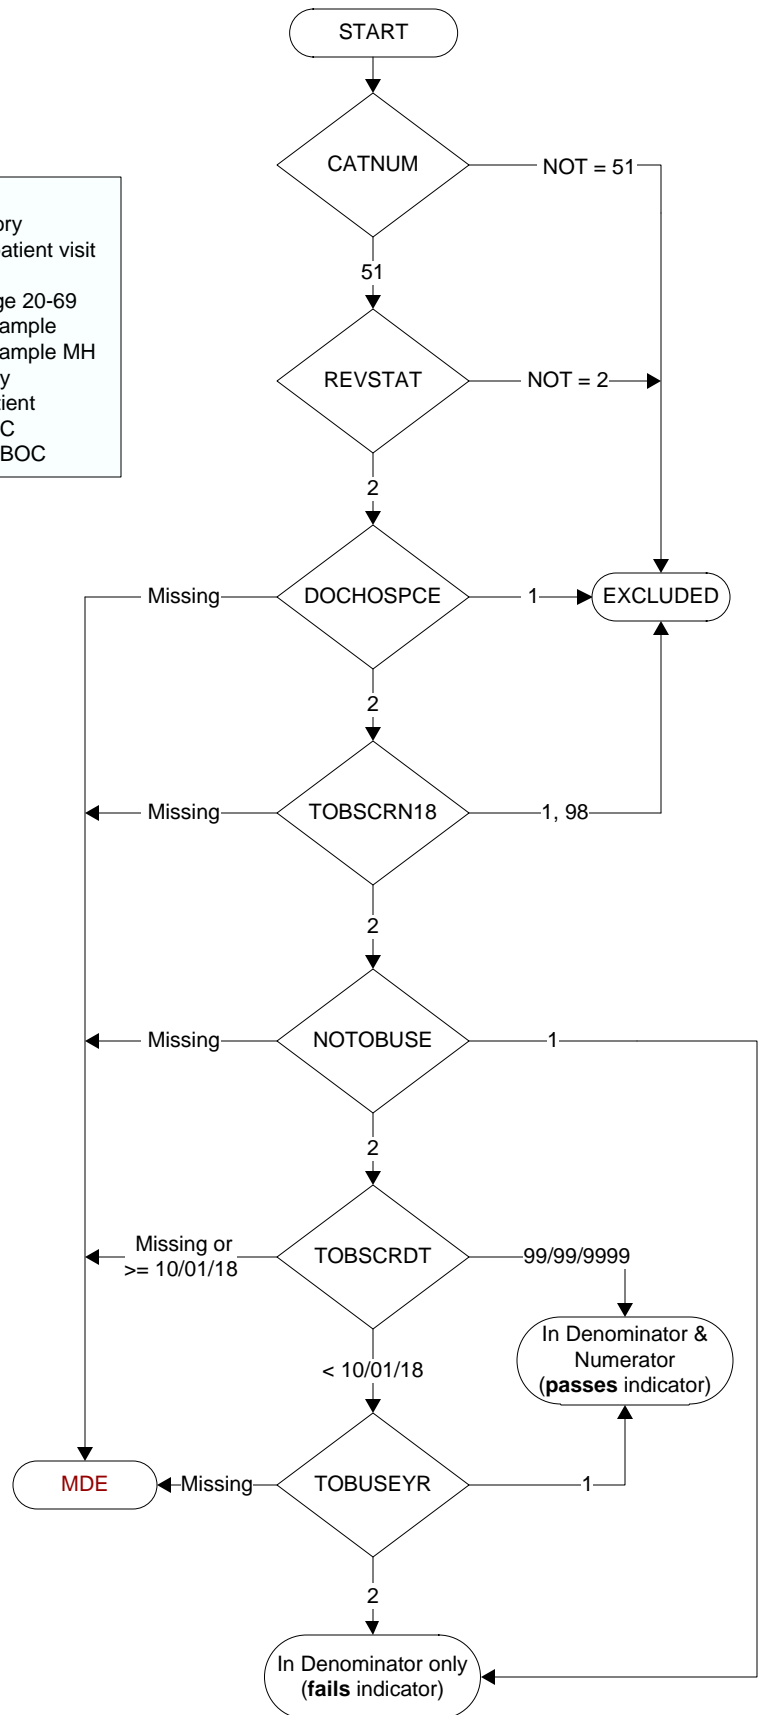 START
CATNUM
NOT = 51
51
atient visit
ge 20-69
ample
ample MH
REVSTAT
NOT = 2
2
DOCHOSPCE
Missing
1
EXCLUDED
2
TOBSCRN18
Missing
1, 98
2
NOTOBUSE
Missing
1
2
TOBSCRDT
Missing or
>= 10/01/18
99/99/9999
In Denominator &
Numerator
(passes indicator)
< 10/01/18
TOBUSEYR
MDE
Missing
1
2
In Denominator only
(fails indicator)